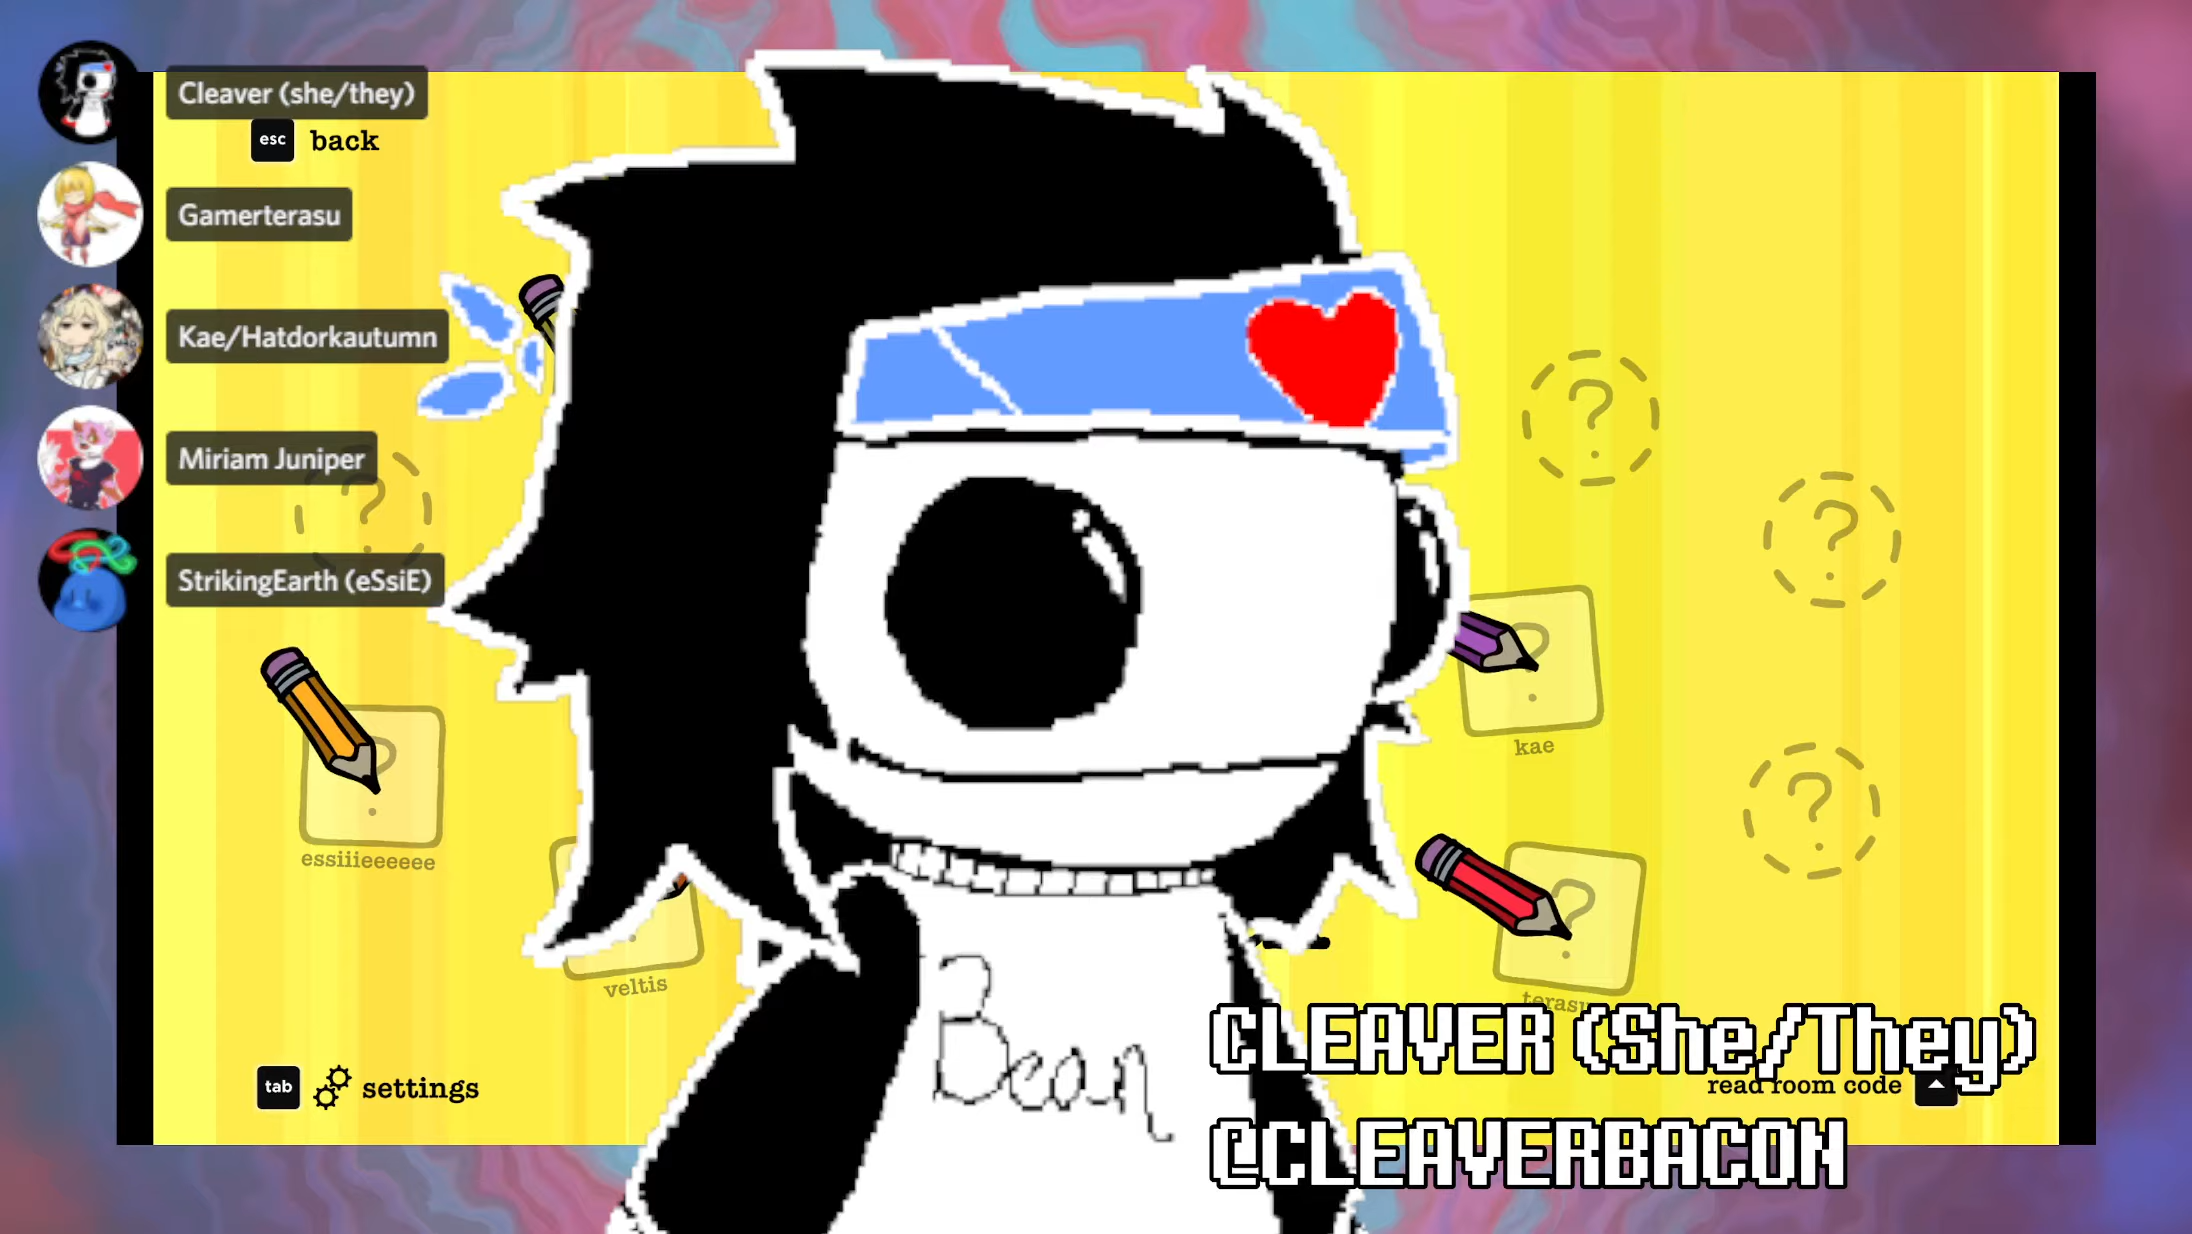 Cleaver (she/they)
esc back
Gamerterasu
Kae/Hatdorkautumn
Miriam Juniper
StrikingEarth (eSsiE)
kae
essiiieeeeee
veltis
Bean
CLEAVER (She/They)
tab settings
read room code
@CLEAVERBACON